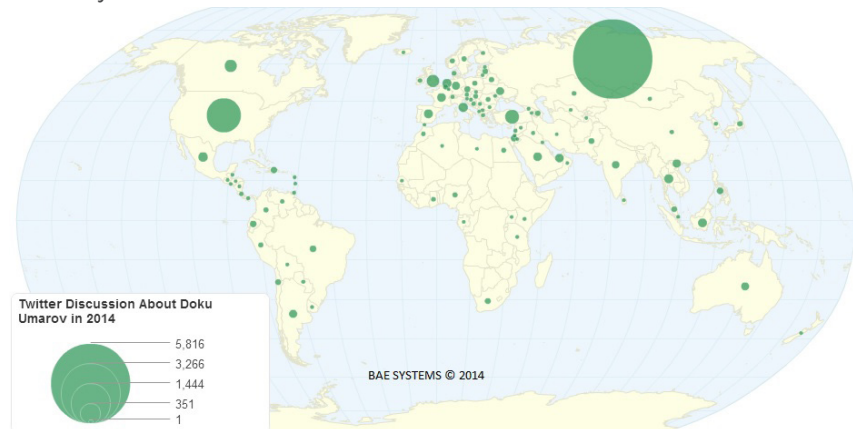 Twitter Discussion About Doku
Umarov in 2014
5,816
3,266
1,444
351
1
BAE SYSTEMS © 2014